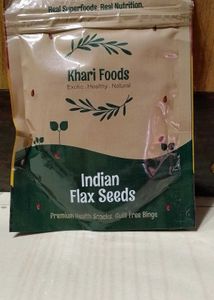 Real Superfoods. Real Nutrition.
Khari Foods
Exotic . Healthy . Natural
Indian
Flax Seeds
Premium Health Snacks, Guilt Free Binge